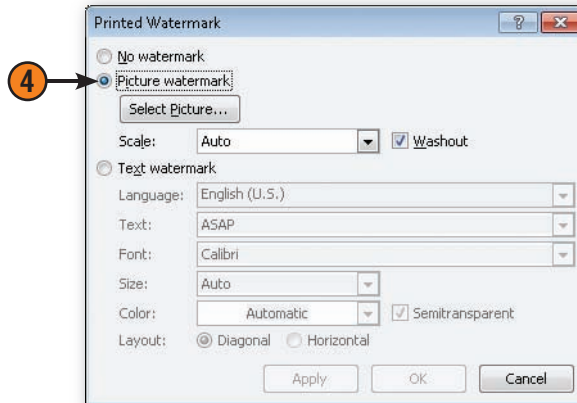 Printed Watermark
No watermark
4
Picture watermark
Select Picture...
Scale: Auto Washout
Text watermark
Language: English (U.S.)
Text: ASAP
Font: Calibri
Size: Auto
Color: Automatic Semitransparent
Layout: Diagonal Horizontal
Apply OK Cancel